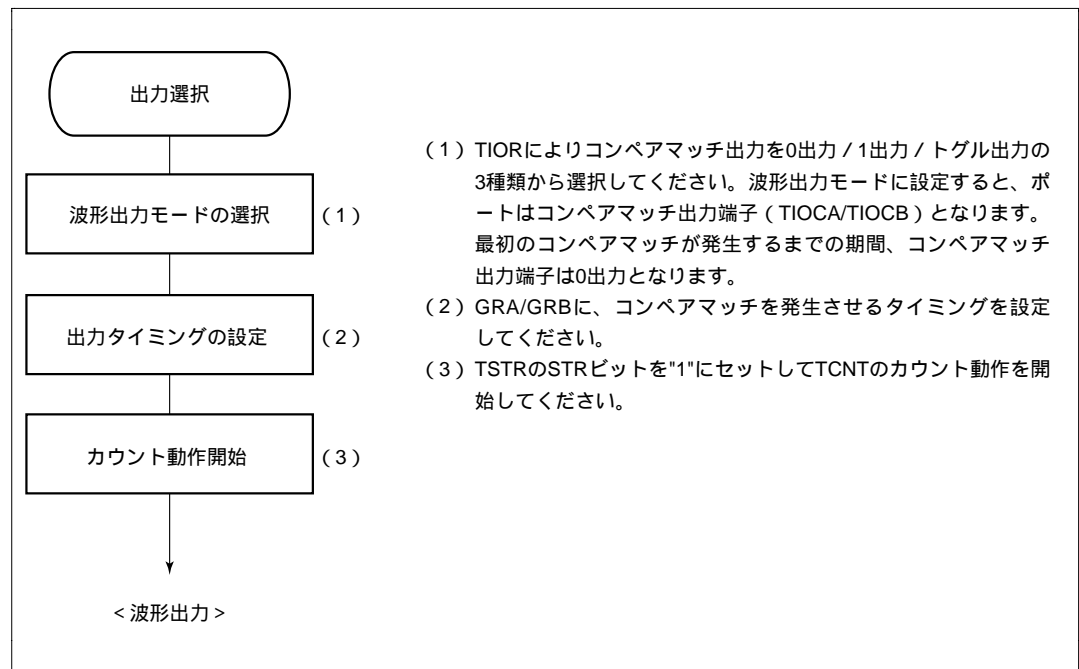 出力選択
波形出力モードの選択
(1)
出力タイミングの設定
(2)
カウント動作開始
(3)
<波形出力>
(1)TIORによりコンペアマッチ出力を0出力/1出力/トグル出力の
3種類から選択してください。波形出力モードに設定すると、ポ
ートはコンペアマッチ出力端子(TIOCA/TIOCB)となります。
最初のコンペアマッチが発生するまでの期間、コンペアマッチ
出力端子は0出力となります。
(2)GRA/GRBに、コンペアマッチを発生させるタイミングを設定
してください。
(3)TSTRのSTRビットを"1"にセットしてTCNTのカウント動作を開
始してください。